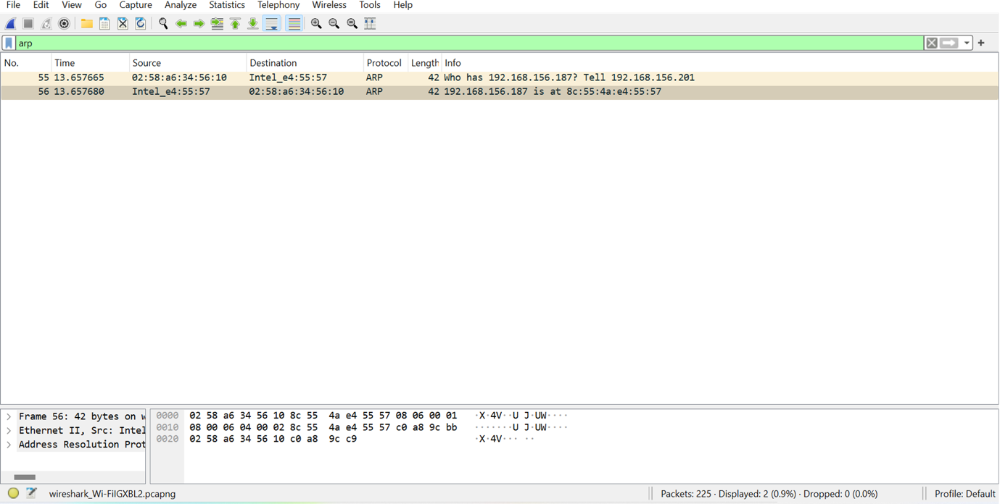 File Edit View Go Capture Analyze Statistics Telephony Wireless Tools Help
arp
No. Time Source Destination Protocol Length Info
55 13.657665 02:58:a6:34:56:10 Intel_e4:55:57 ARP 42 Who has 192.168.156.187? Tell 192.168.156.201
56 13.657680 Intel_e4:55:57 02:58:a6:34:56:10 ARP 42 192.168.156.187 is at 8c:55:4a:e4:55:57
Frame 56: 42 bytes on w
Ethernet II, Src: Intel
Address Resolution Prot
0000 02 58 a6 34 56 10 8c 55 4a e4 55 57 08 06 00 01 ·X·4V··U J·UW····
0010 08 00 06 04 00 02 8c 55 4a e4 55 57 c0 a8 9c bb ·······U J·UW····
0020 02 58 a6 34 56 10 c0 a8 9c c9 ·X·4V··· ··
wireshark_Wi-FiIGXBL2.pcapng Packets: 225 · Displayed: 2 (0.9%) · Dropped: 0 (0.0%) Profile: Default